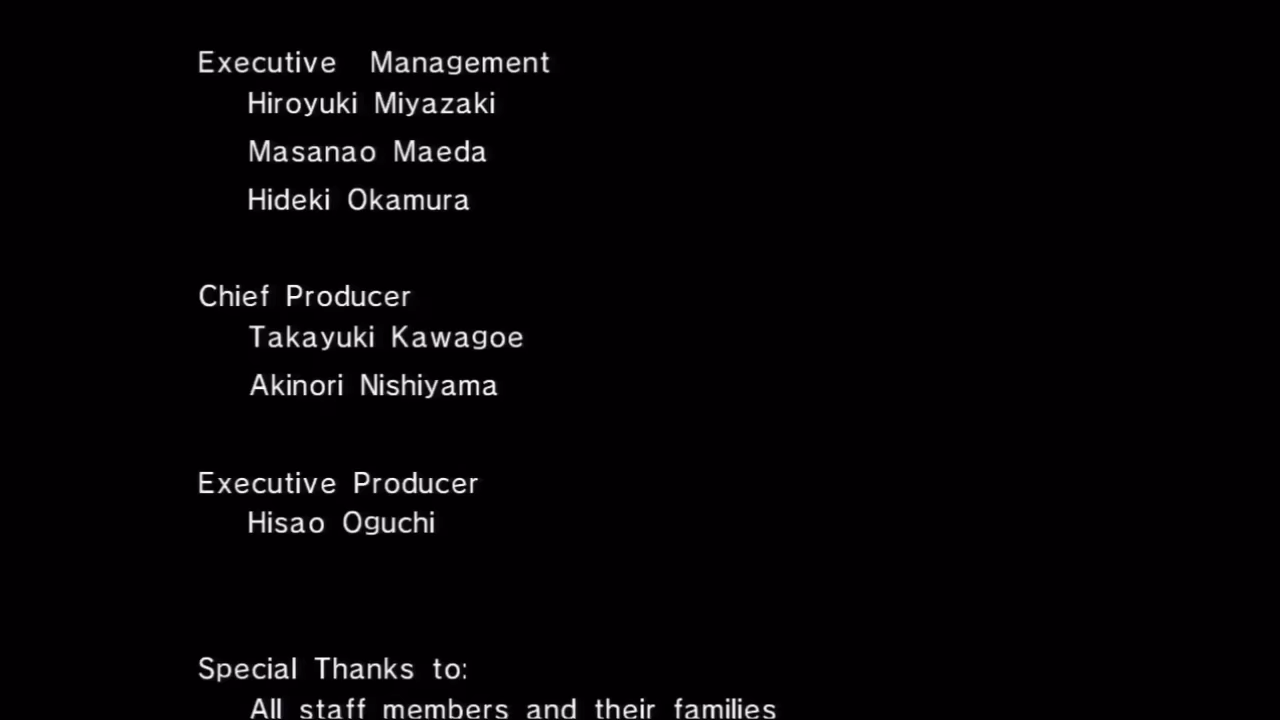 Executive Management
Hiroyuki Miyazaki
Masanao Maeda
Hideki Okamura
Chief Producer
Takayuki Kawagoe
Akinori Nishiyama
Executive Producer
Hisao Oguchi
Special Thanks to:
All staff members and their families